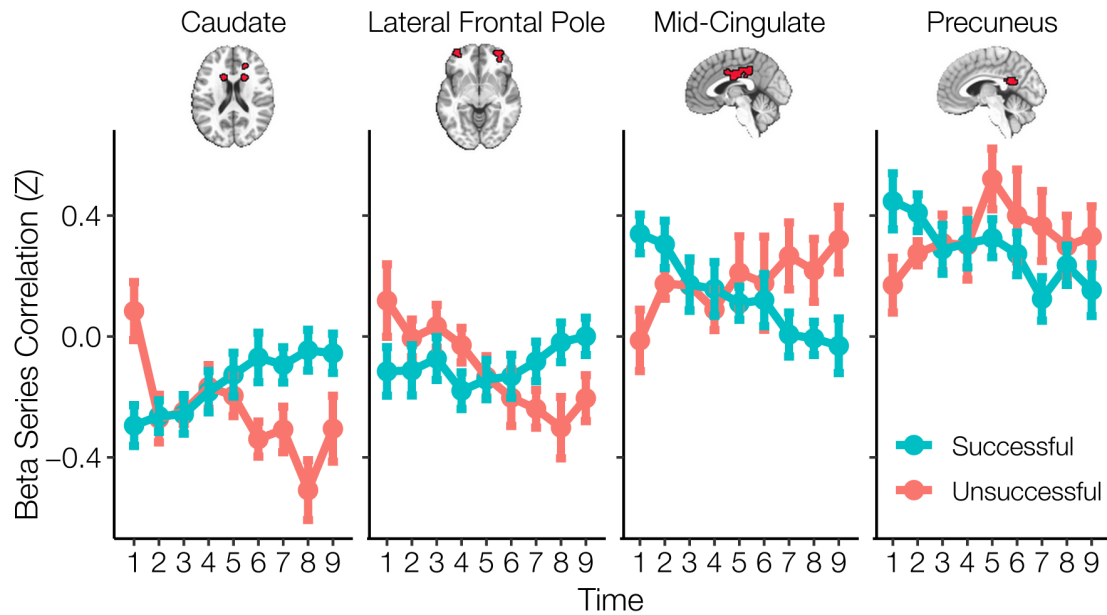 Caudate
Lateral Frontal Pole
Mid-Cingulate
Precuneus
Beta Series Correlation (Z)
0.4
0.0
−0.4
Successful
Unsuccessful
1 2 3 4 5 6 7 8 9
1 2 3 4 5 6 7 8 9
1 2 3 4 5 6 7 8 9
1 2 3 4 5 6 7 8 9
Time